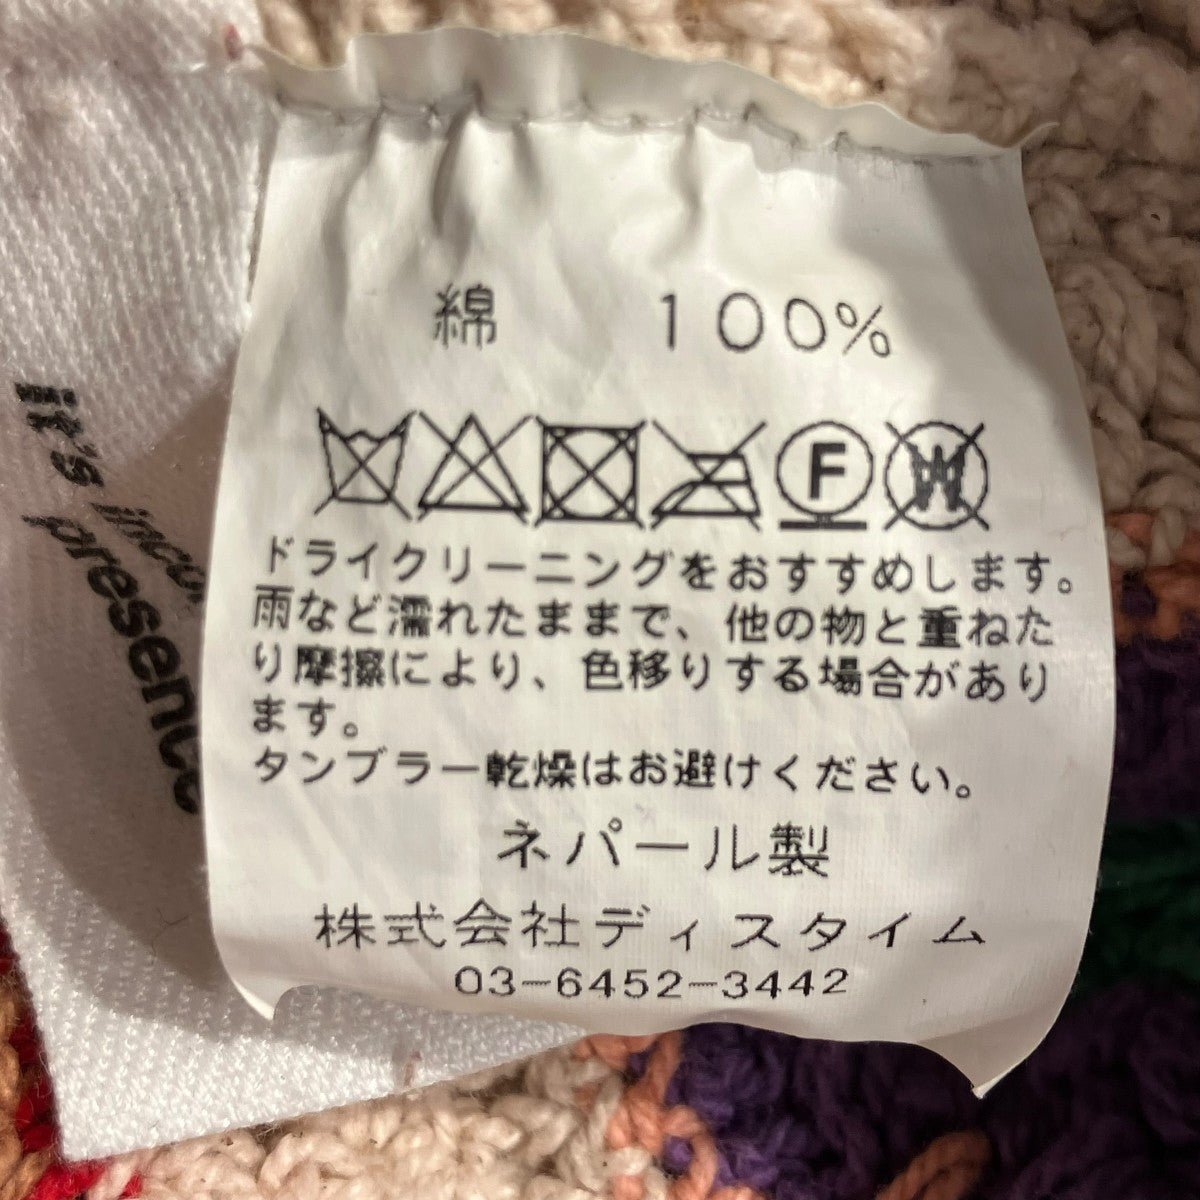 綿 100%
F W
ドライクリーニングをおすすめします。
雨など濡れたままで、他の物と重ねた
り摩擦により、色移りする場合があり
ます。
タンブラー乾燥はお避けください。
ネパール製
株式会社ディスタイム
03-6452-3442
it's
presence